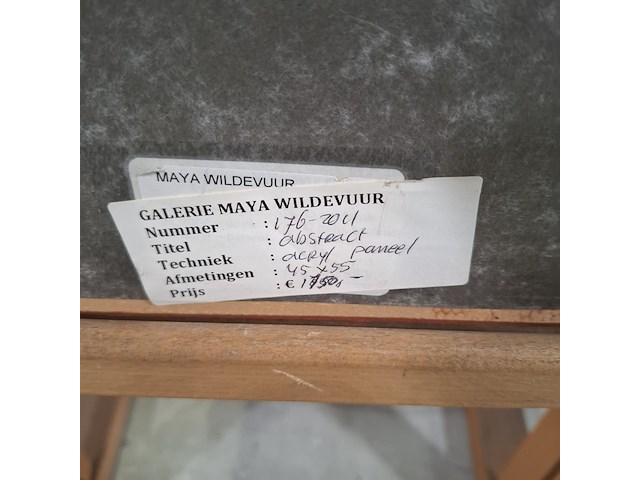 MAYA WILDEVUUR
GALERIE MAYA WILDEVUUR
Nummer : 176-2011
Titel : abstract
Techniek : acryl paneel
Afmetingen : 45 x 55
Prijs : €